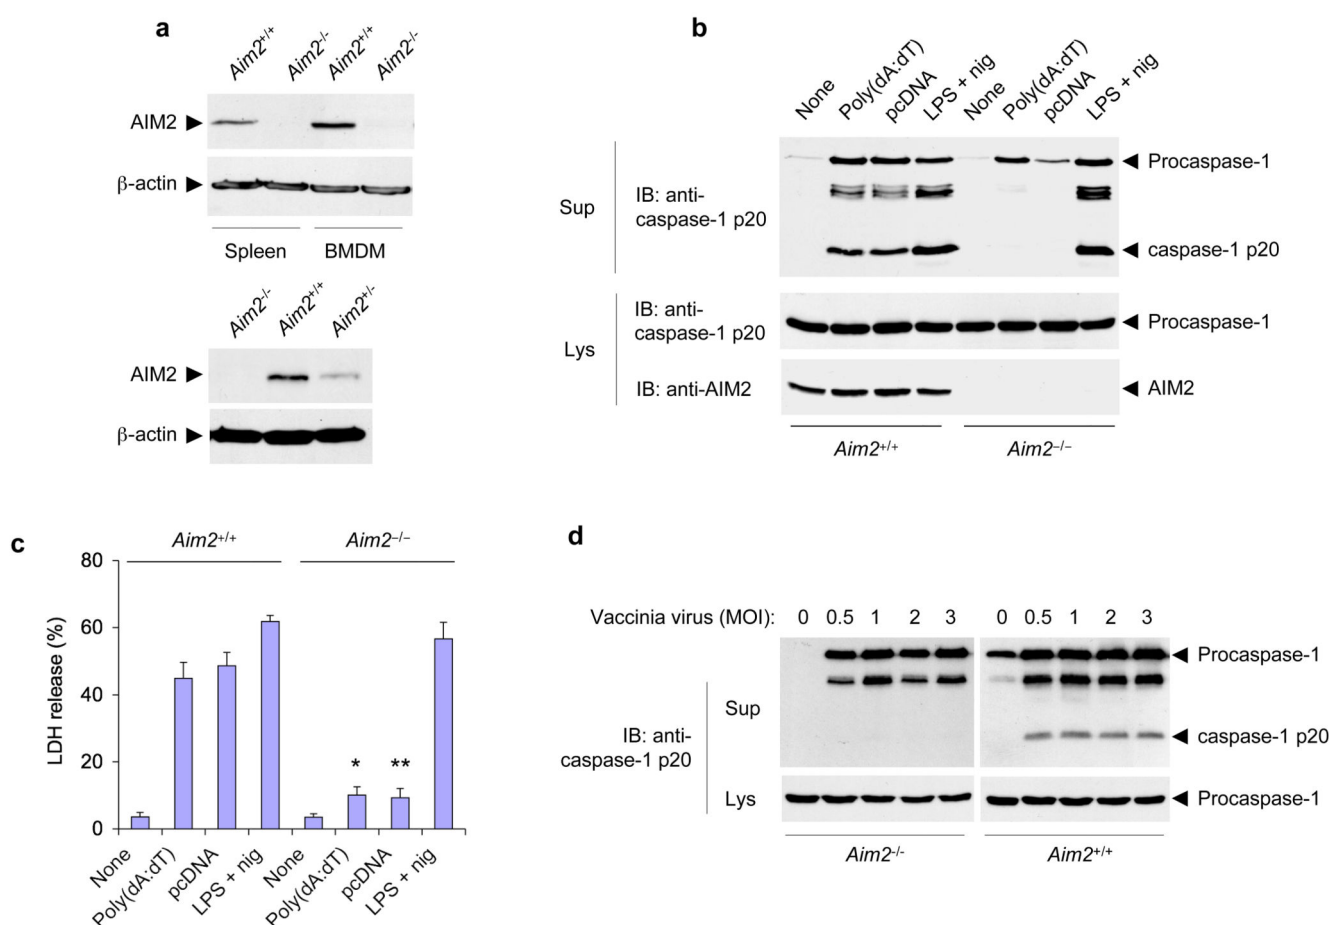 a
Aim2+/+ Aim2-/- Aim2+/+ Aim2-/-
AIM2
β-actin
Spleen BMDM
Aim2-/- Aim2+/+ Aim2+/-
AIM2
β-actin
b
None Poly(dA:dT) pcDNA LPS + nig None Poly(dA:dT) pcDNA LPS + nig
Sup
IB: anti-
caspase-1 p20
Procaspase-1
caspase-1 p20
Lys
IB: anti-
caspase-1 p20
Procaspase-1
IB: anti-AIM2
AIM2
Aim2+/+ Aim2–/–
c
Aim2+/+ Aim2–/–
LDH release (%)
80
60
40
20
0
* **
None Poly(dA:dT) pcDNA LPS + nig None Poly(dA:dT) pcDNA LPS + nig
d
Vaccinia virus (MOI): 0 0.5 1 2 3 0 0.5 1 2 3
IB: anti-
caspase-1 p20
Sup
Procaspase-1
caspase-1 p20
Lys
Procaspase-1
Aim2-/- Aim2+/+